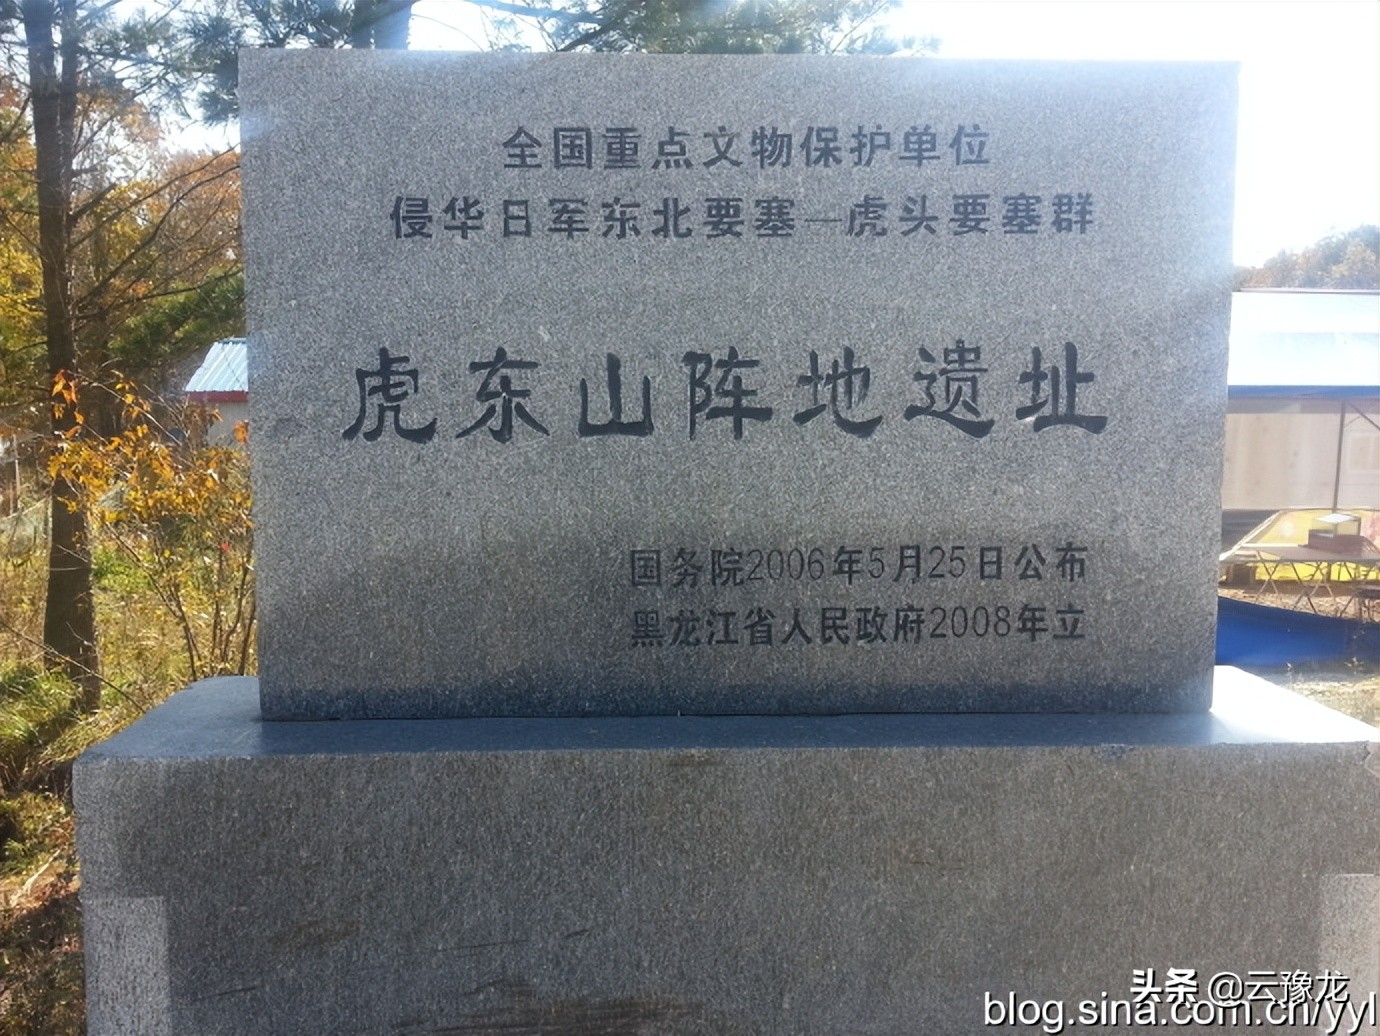 全国重点文物保护单位
侵华日军东北要塞—虎头要塞群
虎东山阵地遗址
国务院2006年5月25日公布
黑龙江省人民政府2008年立
头条 @云豫龙
blog.sina.com.cn/yyl